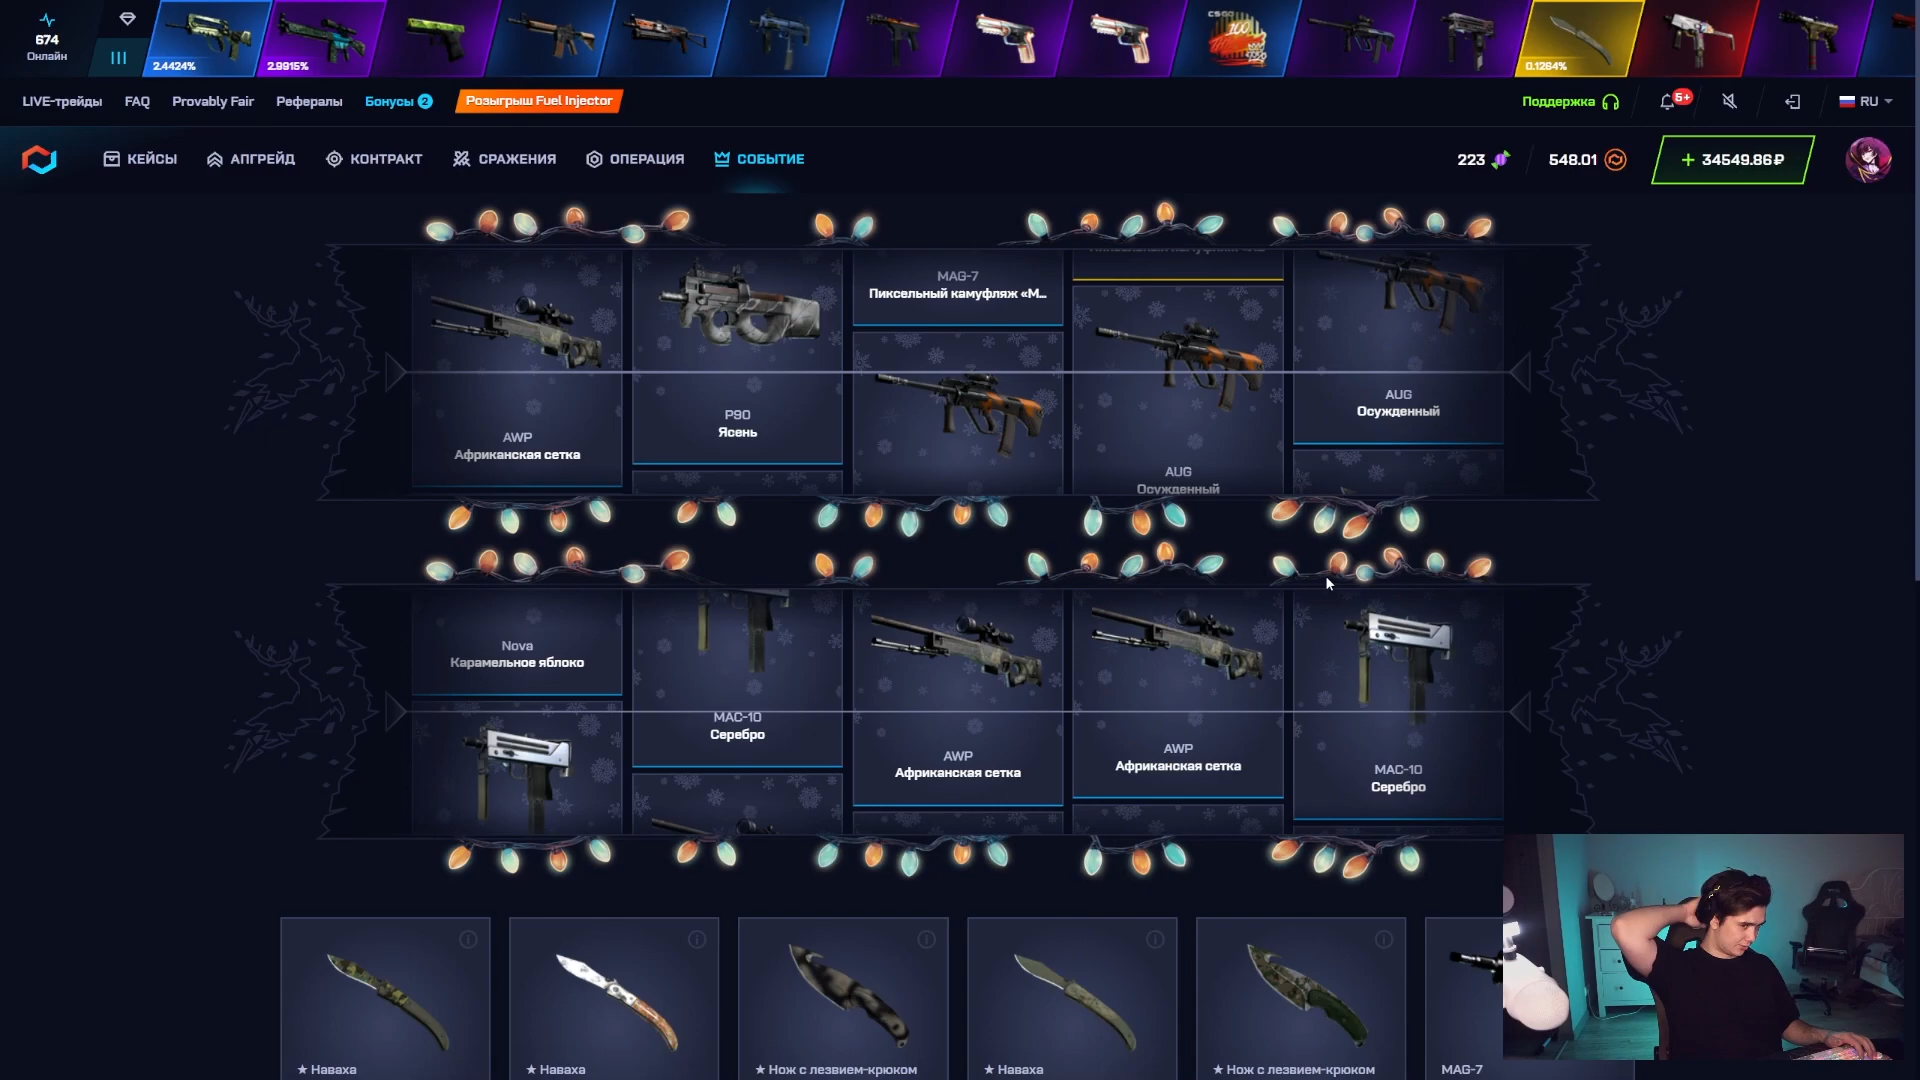 674
Онлайн
2.4424%
2.9915%
CS:GO
100
0.1264%
LIVE-трейды
FAQ
Provably Fair
Рефералы
Бонусы 2
Розыгрыш Fuel Injector
Поддержка
5+
RU
КЕЙСЫ
АПГРЕЙД
КОНТРАКТ
СРАЖЕНИЯ
ОПЕРАЦИЯ
СОБЫТИЕ
223
548.01
+ 34549.86₽
AWP
Африканская сетка
P90
Ясень
MAG-7
Пиксельный камуфляж «М...
AUG
Осужденный
AUG
Осужденный
Nova
Карамельное яблоко
MAC-10
Серебро
AWP
Африканская сетка
AWP
Африканская сетка
MAC-10
Серебро
★ Наваха
★ Наваха
★ Нож с лезвием-крюком
★ Наваха
★ Нож с лезвием-крюком
MAG-7